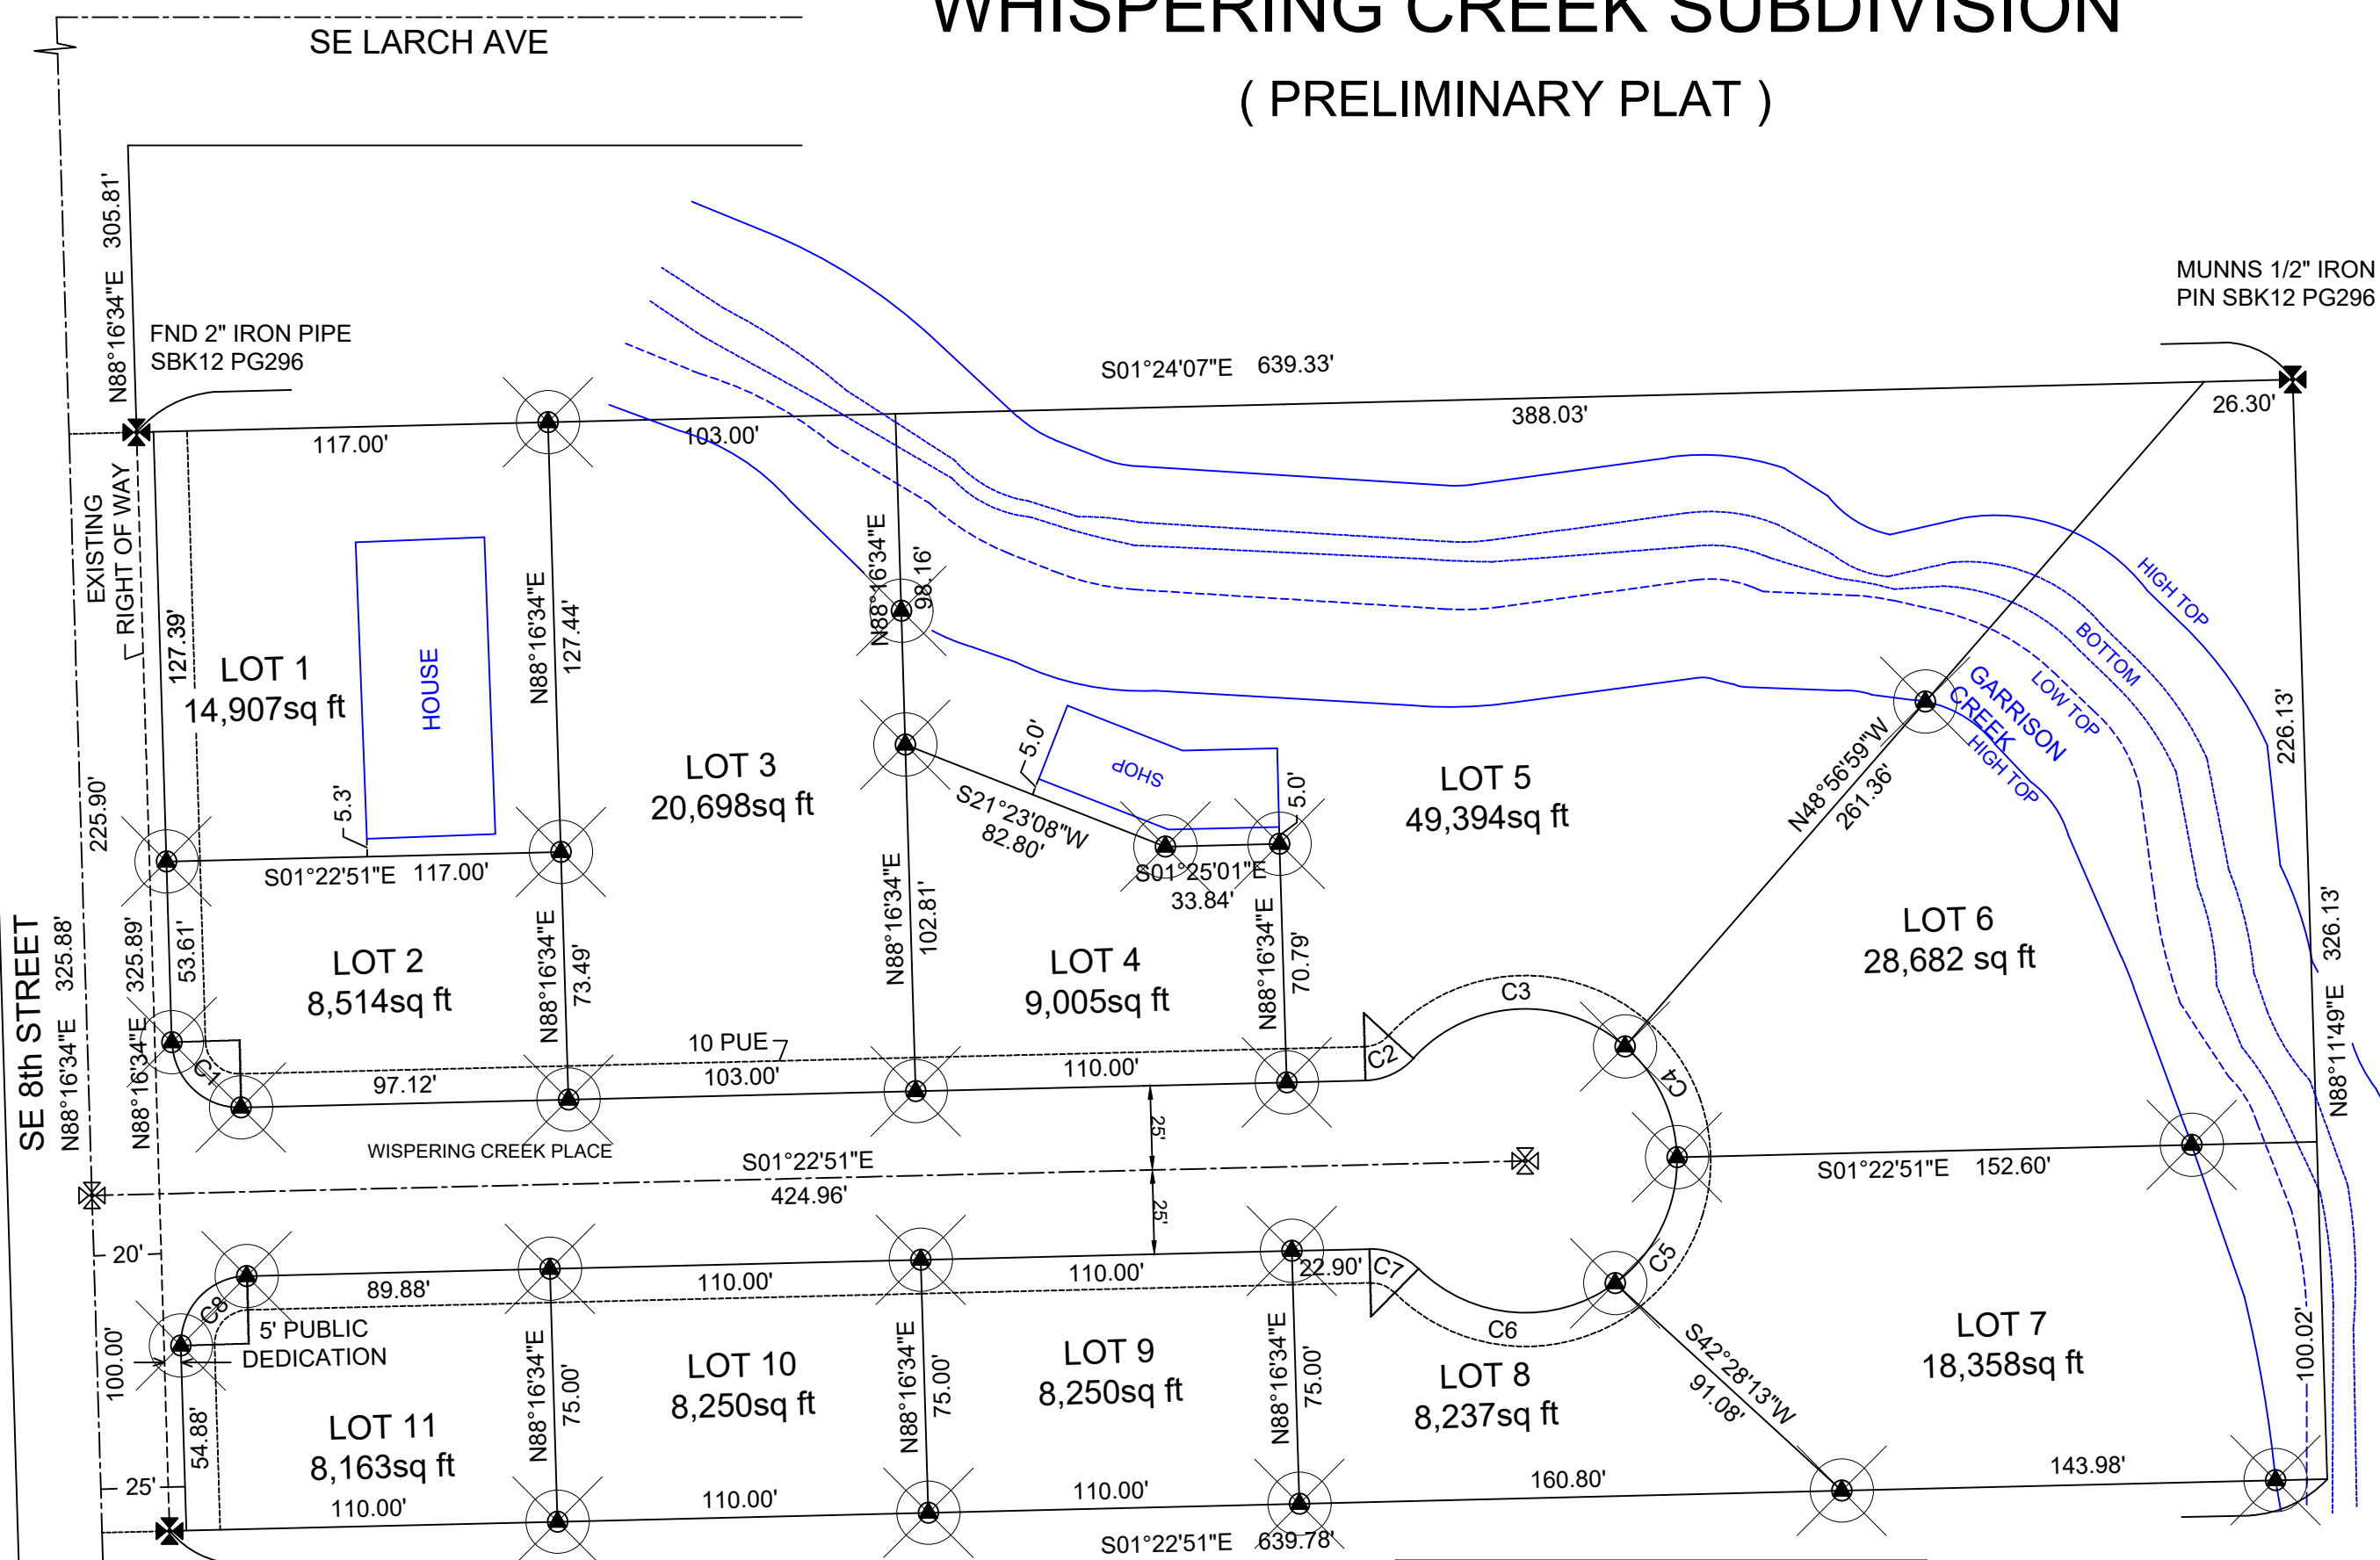 WHISPERING CREEK SUBDIVISION
( PRELIMINARY PLAT )
SE LARCH AVE
N88°16'34"E 305.81'
FND 2" IRON PIPE
SBK12 PG296
MUNNS 1/2" IRON
PIN SBK12 PG296
S01°24'07"E 639.33'
117.00'
103.00'
388.03'
26.30'
EXISTING
RIGHT OF WAY
127.39'
LOT 1
14,907sq ft
HOUSE
5.3'
N88°16'34"E
127.44'
N88°16'34"E
98.16'
LOT 3
20,698sq ft
5.0'
SHOP
5.0'
S21°23'08"W
82.80'
S01°25'01"E
33.84'
LOT 5
49,394sq ft
N48°56'59"W
261.36'
GARRISON
CREEK
HIGH TOP
BOTTOM
LOW TOP
HIGH TOP
226.13'
225.90'
S01°22'51"E 117.00'
LOT 2
8,514sq ft
53.61'
N88°16'34"E
73.49'
N88°16'34"E
102.81'
LOT 4
9,005sq ft
N88°16'34"E
70.79'
LOT 6
28,682 sq ft
N88°11'49"E 326.13'
SE 8th STREET
N88°16'34"E 325.88'
N88°16'34"E 325.89'
C1
97.12'
10 PUE
103.00'
110.00'
C2
C3
C4
WISPERING CREEK PLACE
S01°22'51"E
424.96'
25'
25'
S01°22'51"E 152.60'
20'
C8
89.88'
110.00'
110.00'
22.90'
C7
C6
C5
5' PUBLIC
DEDICATION
100.00'
54.88'
25'
LOT 11
8,163sq ft
N88°16'34"E
75.00'
LOT 10
8,250sq ft
N88°16'34"E
75.00'
LOT 9
8,250sq ft
N88°16'34"E
75.00'
LOT 8
8,237sq ft
S42°28'13"W
91.08'
LOT 7
18,358sq ft
100.02'
110.00'
110.00'
110.00'
160.80'
143.98'
S01°22'51"E 639.78'